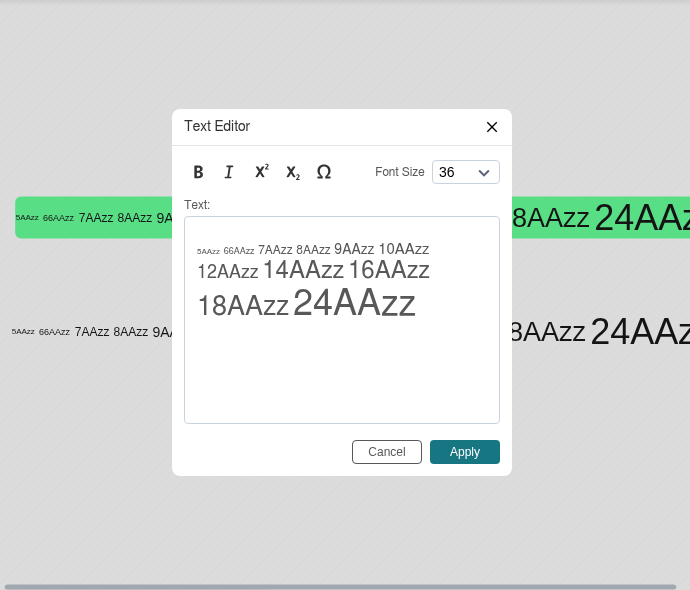 Text Editor
B I X² X₂ Ω Font Size 36
Text:
5AAzz 66AAzz 7AAzz 8AAzz 9A
8AAzz 24AAz
5AAzz 66AAzz 7AAzz 8AAzz 9AAzz 10AAzz
12AAzz 14AAzz 16AAzz
18AAzz 24AAzz
5AAzz 66AAzz 7AAzz 8AAzz 9A
8AAzz 24AAz
Cancel Apply